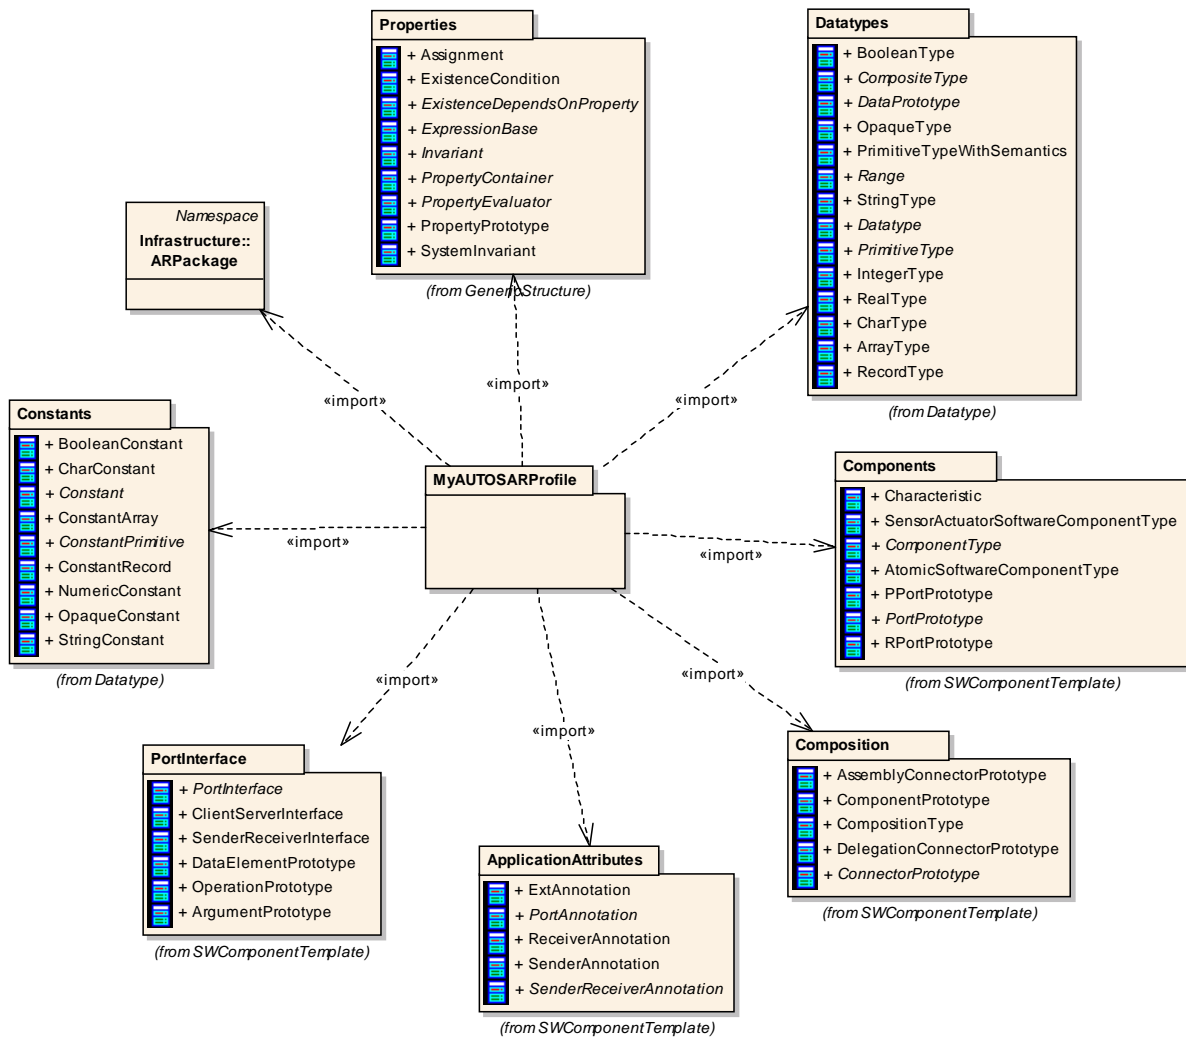 Properties
+ Assignment
+ ExistenceCondition
+ ExistenceDependsOnProperty
+ ExpressionBase
+ Invariant
+ PropertyContainer
+ PropertyEvaluator
+ PropertyPrototype
+ SystemInvariant
(from GenericStructure)
Datatypes
+ BooleanType
+ CompositeType
+ DataPrototype
+ OpaqueType
+ PrimitiveTypeWithSemantics
+ Range
+ StringType
+ Datatype
+ PrimitiveType
+ IntegerType
+ RealType
+ CharType
+ ArrayType
+ RecordType
(from Datatype)
Namespace
Infrastructure::
ARPackage
«import»
«import»
«import»
Constants
+ BooleanConstant
+ CharConstant
+ Constant
+ ConstantArray
+ ConstantPrimitive
+ ConstantRecord
+ NumericConstant
+ OpaqueConstant
+ StringConstant
(from Datatype)
«import»
MyAUTOSARProfile
«import»
Components
+ Characteristic
+ SensorActuatorSoftwareComponentType
+ ComponentType
+ AtomicSoftwareComponentType
+ PPortPrototype
+ PortPrototype
+ RPortPrototype
(from SWComponentTemplate)
«import»
«import»
«import»
PortInterface
+ PortInterface
+ ClientServerInterface
+ SenderReceiverInterface
+ DataElementPrototype
+ OperationPrototype
+ ArgumentPrototype
(from SWComponentTemplate)
ApplicationAttributes
+ ExtAnnotation
+ PortAnnotation
+ ReceiverAnnotation
+ SenderAnnotation
+ SenderReceiverAnnotation
(from SWComponentTemplate)
Composition
+ AssemblyConnectorPrototype
+ ComponentPrototype
+ CompositionType
+ DelegationConnectorPrototype
+ ConnectorPrototype
(from SWComponentTemplate)